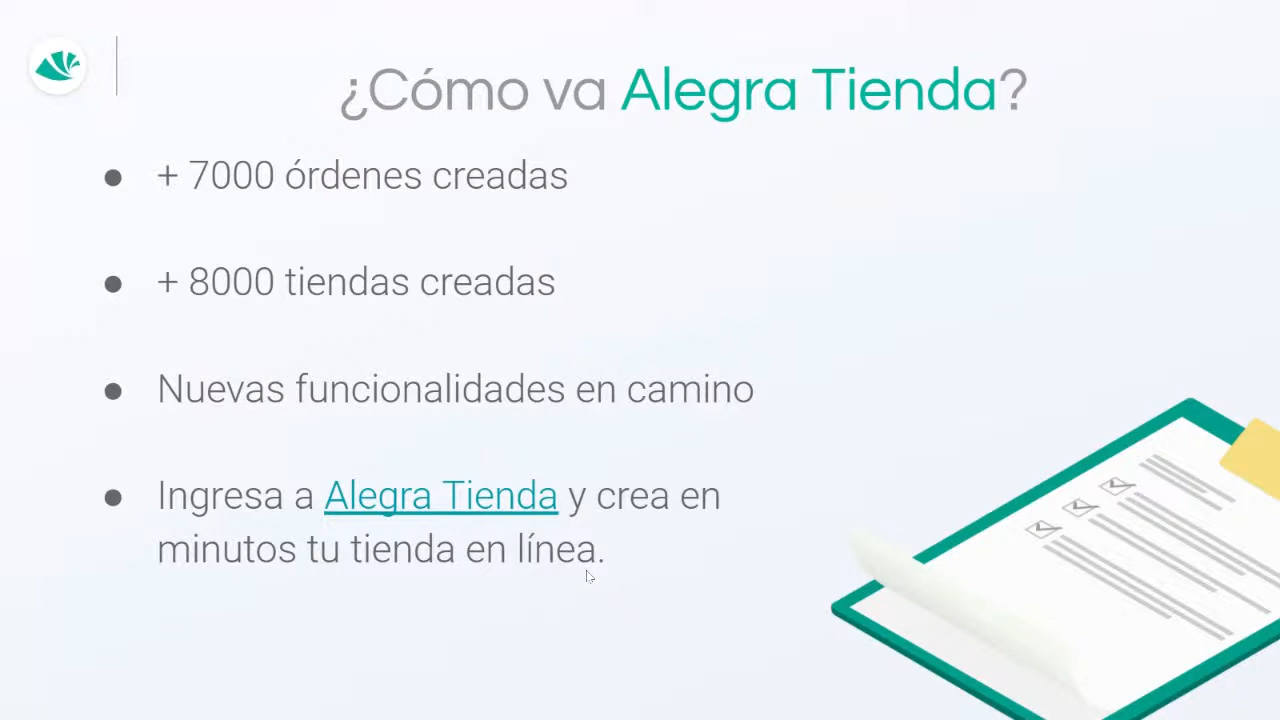 ¿Cómo va Alegra Tienda?
● + 7000 órdenes creadas
● + 8000 tiendas creadas
● Nuevas funcionalidades en camino
● Ingresa a Alegra Tienda y crea en
minutos tu tienda en línea.